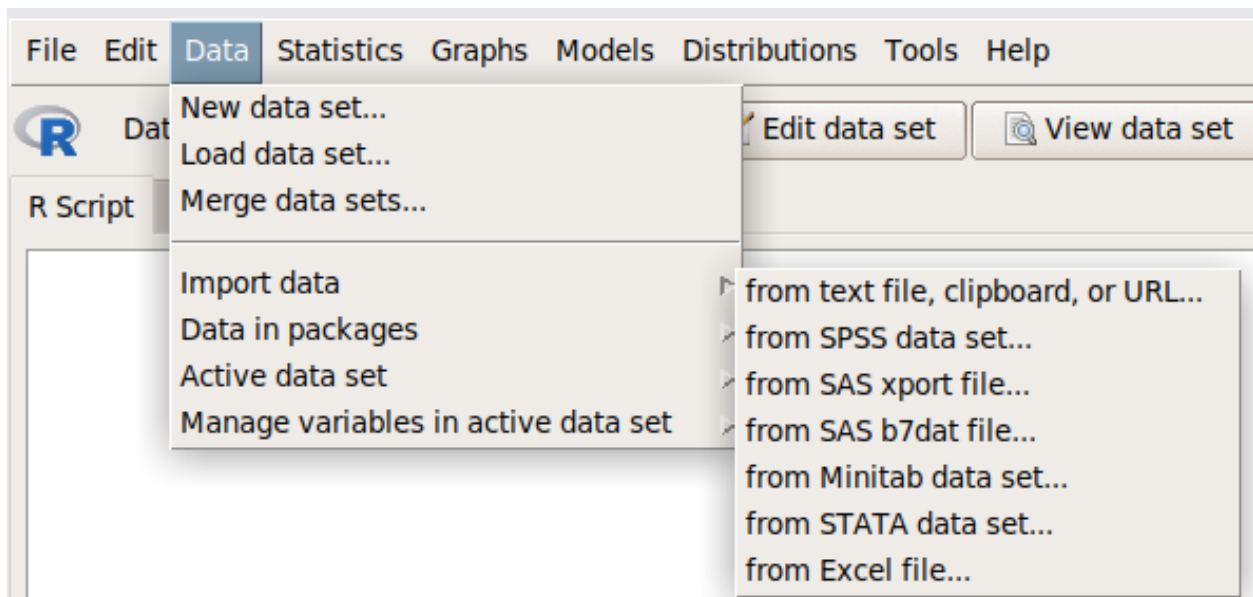 File Edit Data Statistics Graphs Models Distributions Tools Help
R Dat Edit data set View data set
R Script
New data set...
Load data set...
Merge data sets...
Import data
Data in packages
Active data set
Manage variables in active data set
from text file, clipboard, or URL...
from SPSS data set...
from SAS xport file...
from SAS b7dat file...
from Minitab data set...
from STATA data set...
from Excel file...